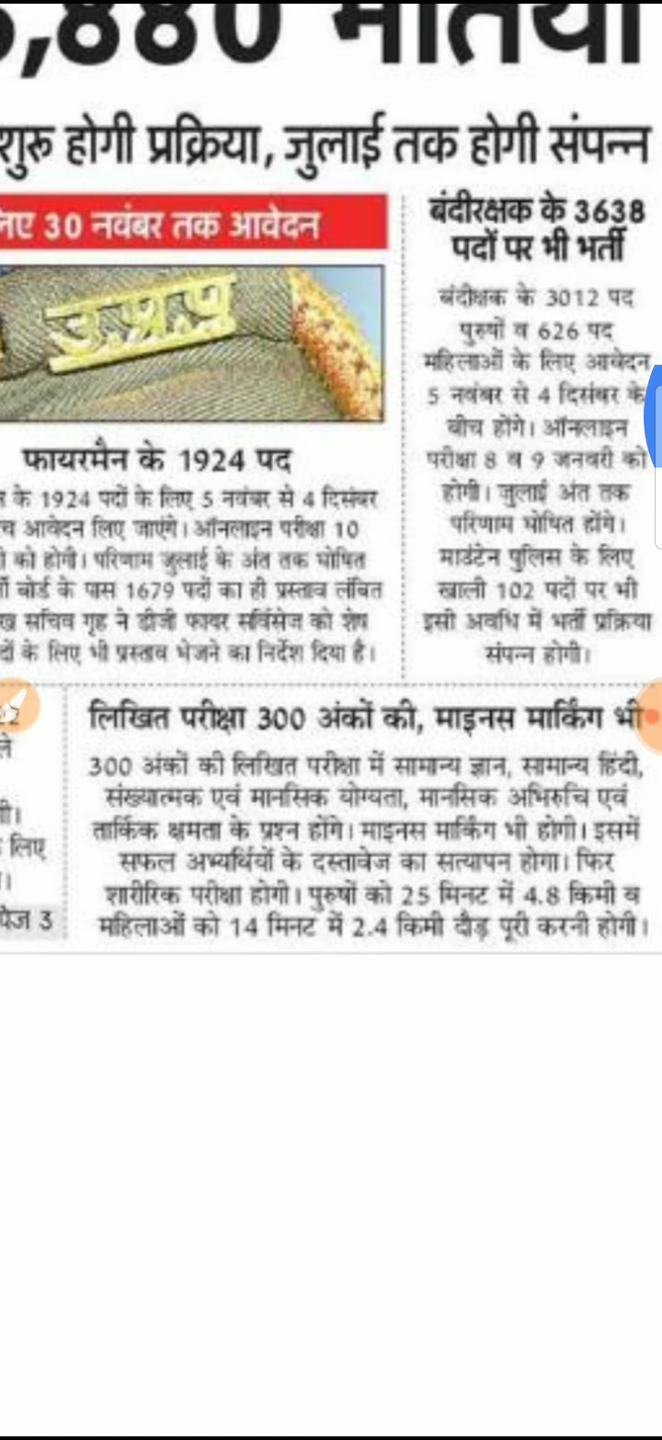 ,880 भर्तियां
शुरू होगी प्रक्रिया, जुलाई तक होगी संपन्न
लिए 30 नवंबर तक आवेदन
उ.प्र.पु
फायरमैन के 1924 पद
के 1924 पदों के लिए 5 नवंबर से 4 दिसंबर
च आवेदन लिए जाएंगे। ऑनलाइन परीक्षा 10
को होगी। परिणाम जुलाई के अंत तक घोषित
बोर्ड के पास 1679 पदों का ही प्रस्ताव लंबित
ख सचिव गृह ने डीजी फायर सर्विसेज को शेष
दों के लिए भी प्रस्ताव भेजने का निर्देश दिया है।
बंदीरक्षक के 3638
पदों पर भी भर्ती
बंदीक्षक के 3012 पद
पुरुषों व 626 पद
महिलाओं के लिए आवेदन
5 नवंबर से 4 दिसंबर के
बीच होंगे। ऑनलाइन
परीक्षा 8 व 9 जनवरी को
होगी। जुलाई अंत तक
परिणाम घोषित होंगे।
माउंटेन पुलिस के लिए
खाली 102 पदों पर भी
इसी अवधि में भर्ती प्रक्रिया
संपन्न होगी।
ले
के लिए
पेज 3
लिखित परीक्षा 300 अंकों की, माइनस मार्किंग भी
300 अंकों की लिखित परीक्षा में सामान्य ज्ञान, सामान्य हिंदी,
संख्यात्मक एवं मानसिक योग्यता, मानसिक अभिरुचि एवं
तार्किक क्षमता के प्रश्न होंगे। माइनस मार्किंग भी होगी। इसमें
सफल अभ्यर्थियों के दस्तावेज का सत्यापन होगा। फिर
शारीरिक परीक्षा होगी। पुरुषों को 25 मिनट में 4.8 किमी व
महिलाओं को 14 मिनट में 2.4 किमी दौड़ पूरी करनी होगी।